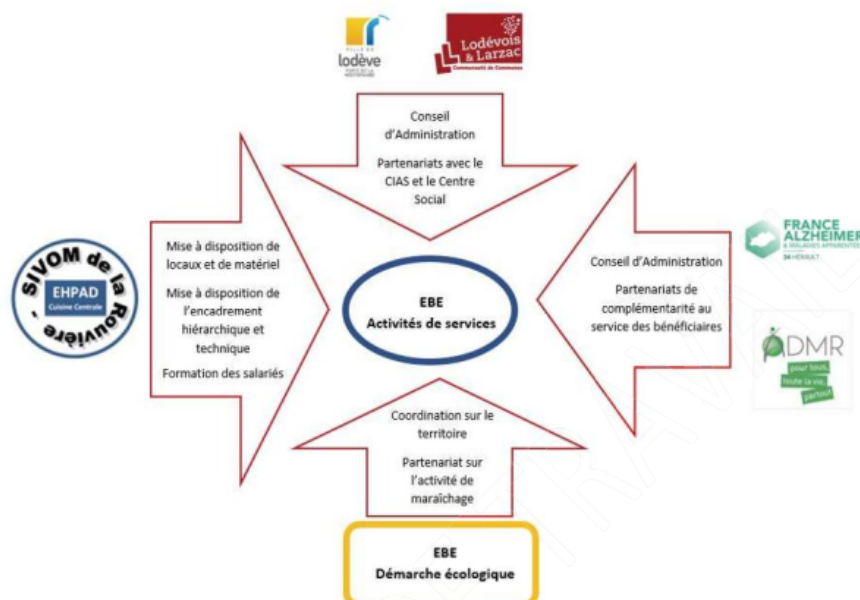 VILLE DE
lodève
Lodévois
& Larzac
Communauté de Communes
Conseil
d'Administration
Partenariats avec le
CIAS et le Centre
Social
SIVOM de la Rouvière -
EHPAD
Cuisine Centrale
Mise à disposition de
locaux et de matériel
Mise à disposition de
l'encadrement
hiérarchique et
technique
Formation des salariés
EBE
Activités de services
Conseil d'Administration
Partenariats de
complémentarité au
service des bénéficiaires
FRANCE
ALZHEIMER
& MALADIES APPARENTÉES
34 HÉRAULT
ADMR
pour tous,
toute la vie,
partout
Coordination sur le
territoire
Partenariat sur
l'activité de
maraîchage
EBE
Démarche écologique